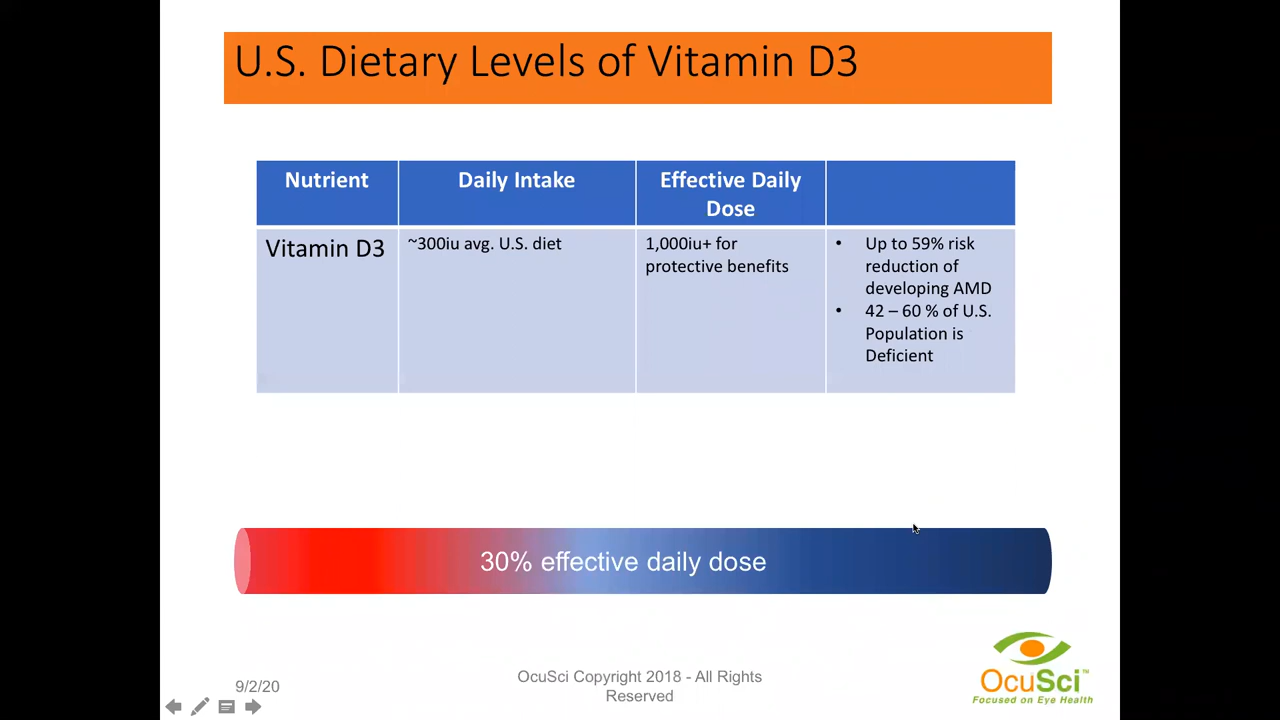 U.S. Dietary Levels of Vitamin D3
Nutrient
Daily Intake
Effective Daily
Dose
Vitamin D3
~300iu avg. U.S. diet
1,000iu+ for
protective benefits
• Up to 59% risk
reduction of
developing AMD
• 42 – 60 % of U.S.
Population is
Deficient
30% effective daily dose
9/2/20
OcuSci Copyright 2018 - All Rights
Reserved
OcuSci™
Focused on Eye Health